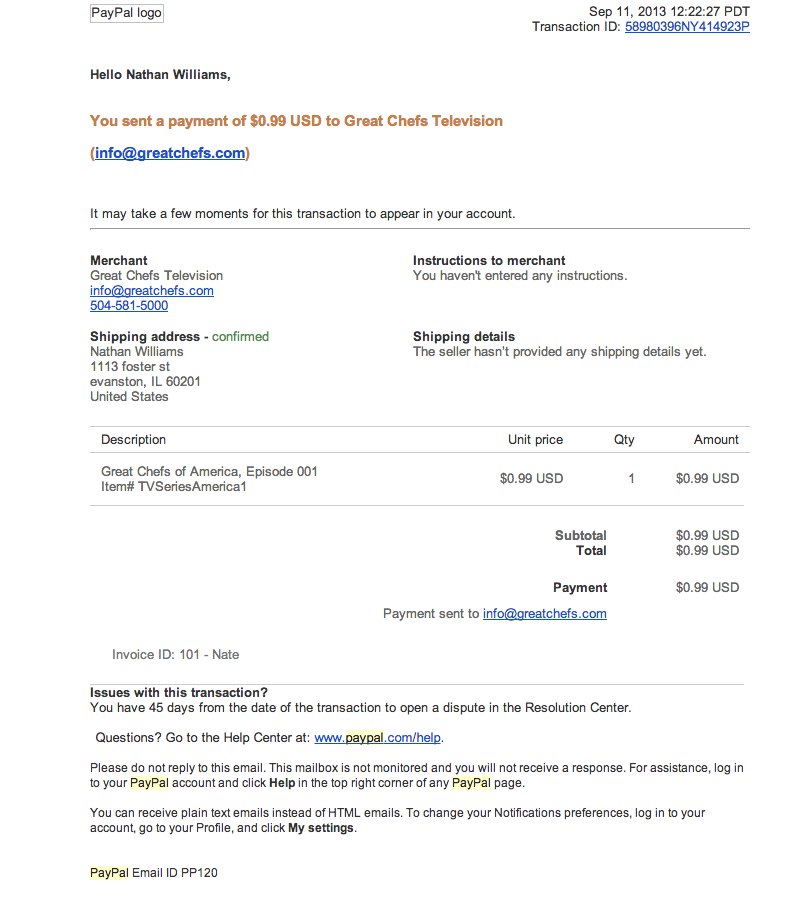 PayPal logo
Sep 11, 2013 12:22:27 PDT
Transaction ID: 58980396NY414923P
Hello Nathan Williams,
You sent a payment of $0.99 USD to Great Chefs Television
(info@greatchefs.com)
It may take a few moments for this transaction to appear in your account.
Merchant
Great Chefs Television
info@greatchefs.com
504-581-5000
Instructions to merchant
You haven't entered any instructions.
Shipping address - confirmed
Nathan Williams
1113 foster st
evanston, IL 60201
United States
Shipping details
The seller hasn't provided any shipping details yet.
Description Unit price Qty Amount
Great Chefs of America, Episode 001
Item# TVSeriesAmerica1
$0.99 USD 1 $0.99 USD
Subtotal $0.99 USD
Total $0.99 USD
Payment $0.99 USD
Payment sent to info@greatchefs.com
Invoice ID: 101 - Nate
Issues with this transaction?
You have 45 days from the date of the transaction to open a dispute in the Resolution Center.
Questions? Go to the Help Center at: www.paypal.com/help.
Please do not reply to this email. This mailbox is not monitored and you will not receive a response. For assistance, log in
to your PayPal account and click Help in the top right corner of any PayPal page.
You can receive plain text emails instead of HTML emails. To change your Notifications preferences, log in to your
account, go to your Profile, and click My settings.
PayPal Email ID PP120